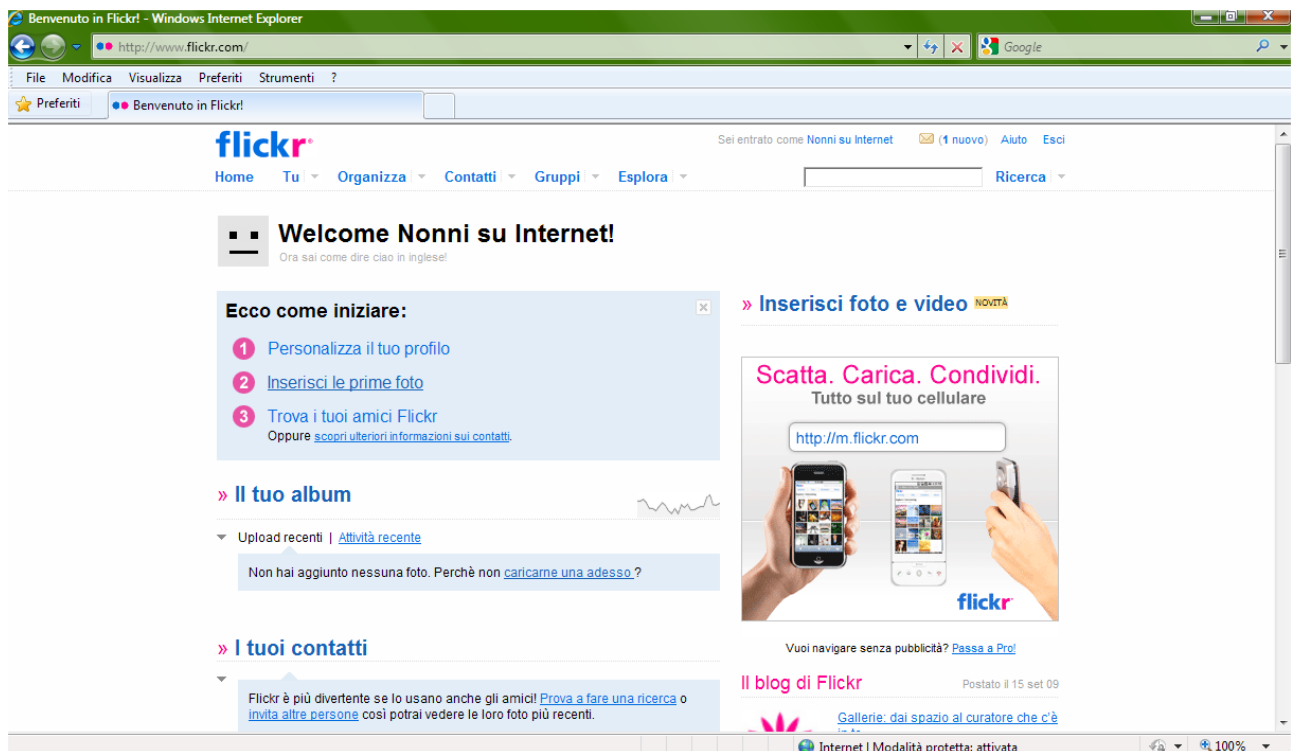 Benvenuto in Flickr! - Windows Internet Explorer
http://www.flickr.com/
Google
File Modifica Visualizza Preferiti Strumenti ?
Preferiti
Benvenuto in Flickr!
flickr
Sei entrato come Nonni su Internet (1 nuovo) Aiuto Esci
Home Tu Organizza Contatti Gruppi Esplora Ricerca
Welcome Nonni su Internet!
Ora sai come dire ciao in inglese!
Ecco come iniziare:
1 Personalizza il tuo profilo
2 Inserisci le prime foto
3 Trova i tuoi amici Flickr
Oppure scopri ulteriori informazioni sui contatti.
» Il tuo album
Upload recenti | Attività recente
Non hai aggiunto nessuna foto. Perchè non caricarne una adesso ?
» I tuoi contatti
Flickr è più divertente se lo usano anche gli amici! Prova a fare una ricerca o
invita altre persone così potrai vedere le loro foto più recenti.
» Inserisci foto e video NOVITÀ
Scatta. Carica. Condividi.
Tutto sul tuo cellulare
http://m.flickr.com
flickr
Vuoi navigare senza pubblicità? Passa a Pro!
Il blog di Flickr
Postato il 15 set 09
Gallerie: dai spazio al curatore che c'è
Internet | Modalità protetta: attivata
100%